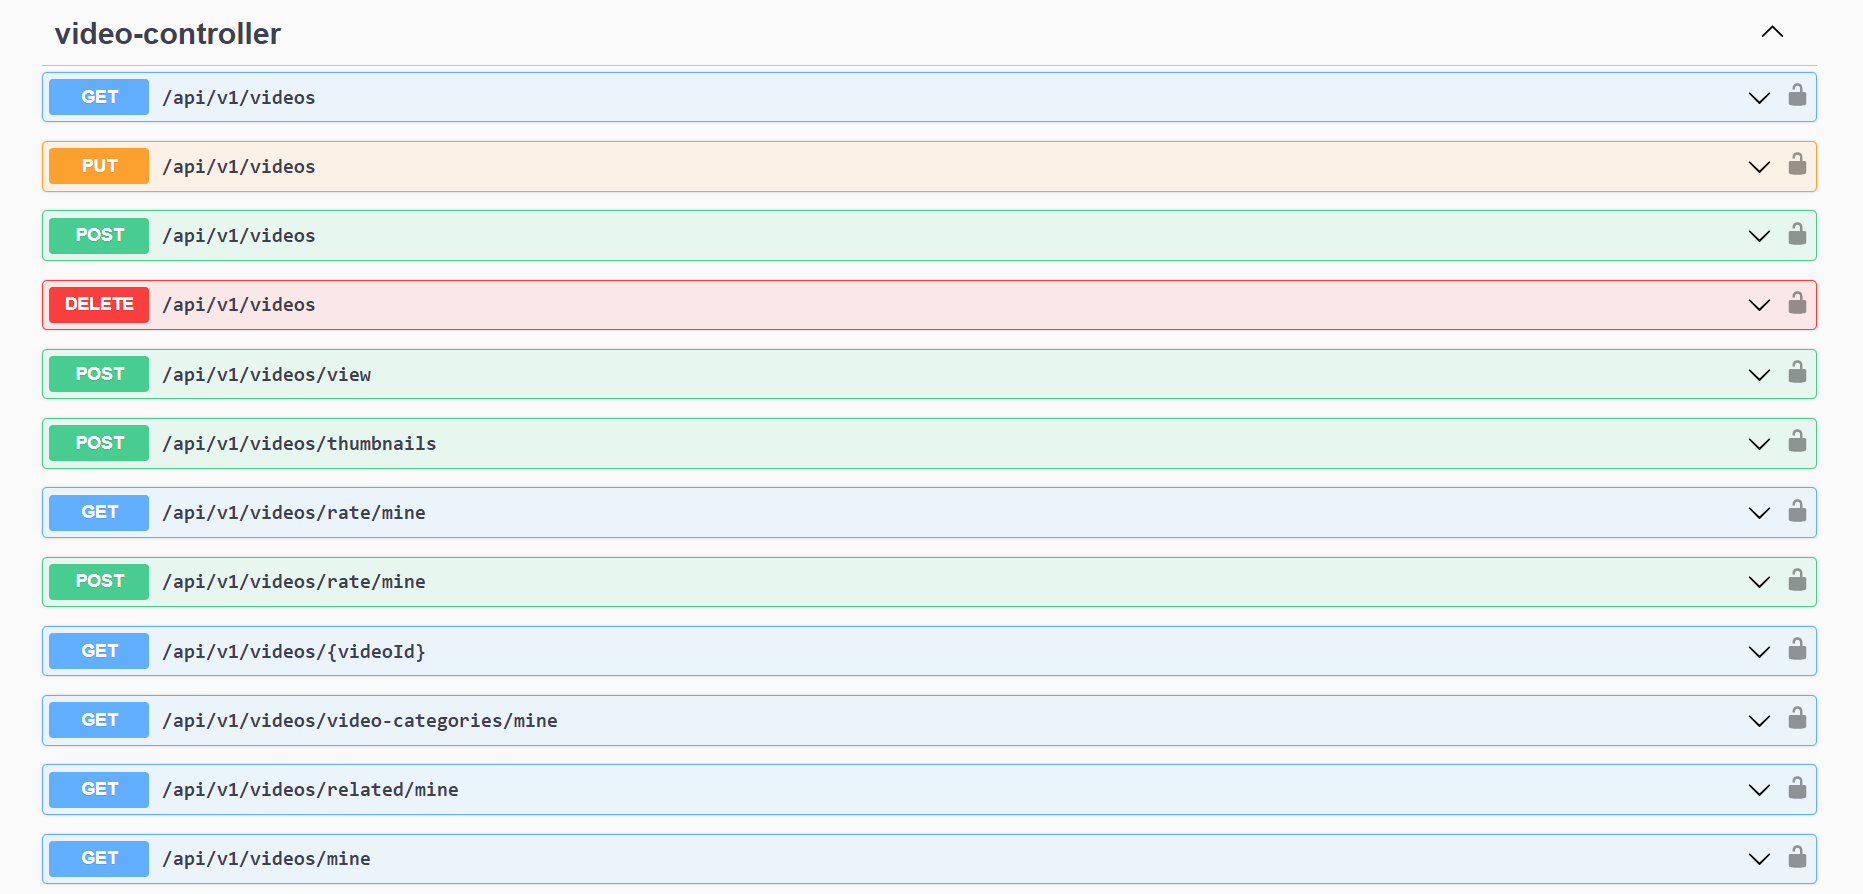 video-controller
GET /api/v1/videos
PUT /api/v1/videos
POST /api/v1/videos
DELETE /api/v1/videos
POST /api/v1/videos/view
POST /api/v1/videos/thumbnails
GET /api/v1/videos/rate/mine
POST /api/v1/videos/rate/mine
GET /api/v1/videos/{videoId}
GET /api/v1/videos/video-categories/mine
GET /api/v1/videos/related/mine
GET /api/v1/videos/mine